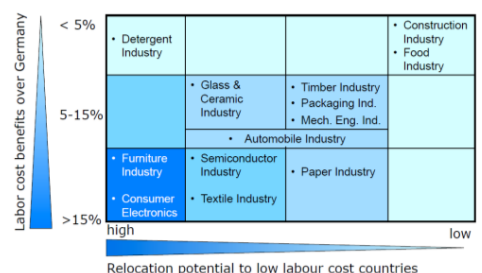 Labor cost benefits over Germany
< 5%
5-15%
>15%
• Detergent
Industry
• Construction
Industry
• Food
Industry
• Glass &
Ceramic
Industry
• Timber Industry
• Packaging Ind.
• Mech. Eng. Ind.
• Automobile Industry
• Furniture
Industry
• Consumer
Electronics
• Semiconductor
Industry
• Textile Industry
• Paper Industry
high
low
Relocation potential to low labour cost countries